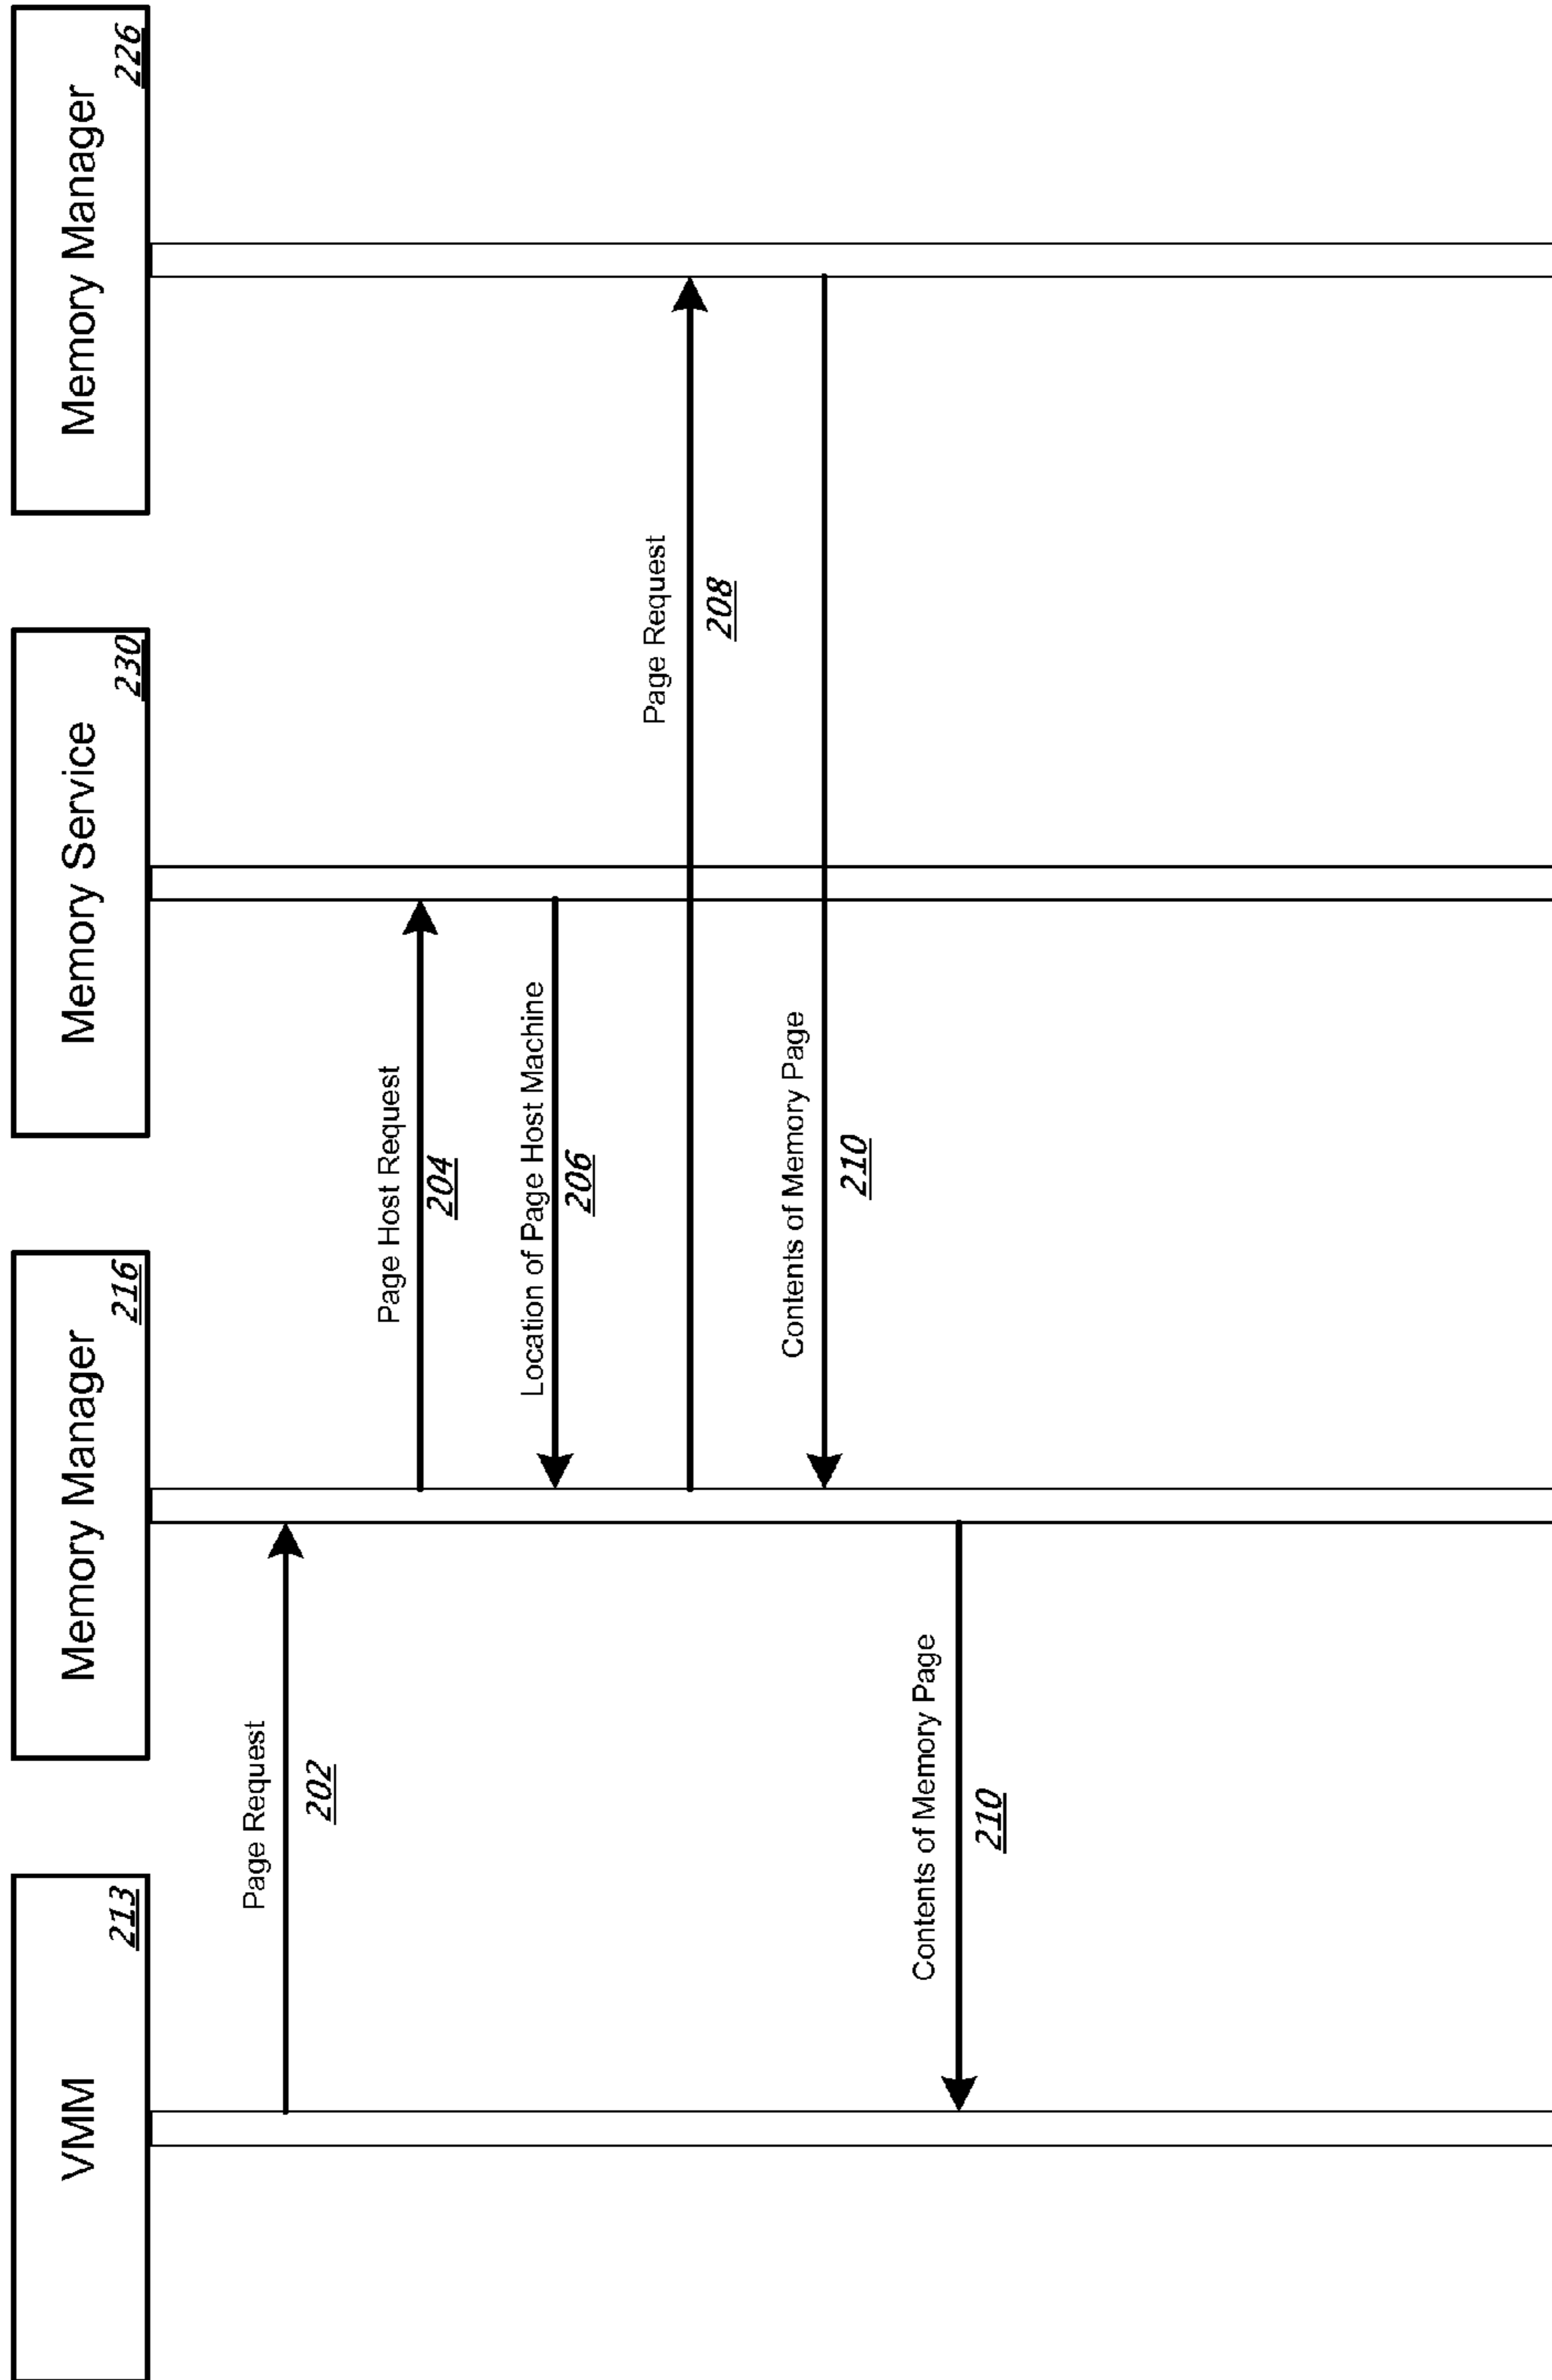 VMM
213
Memory Manager
216
Memory Service
230
Memory Manager
226
Page Request
202
Page Host Request
204
Location of Page Host Machine
206
Page Request
208
Contents of Memory Page
210
Contents of Memory Page
210